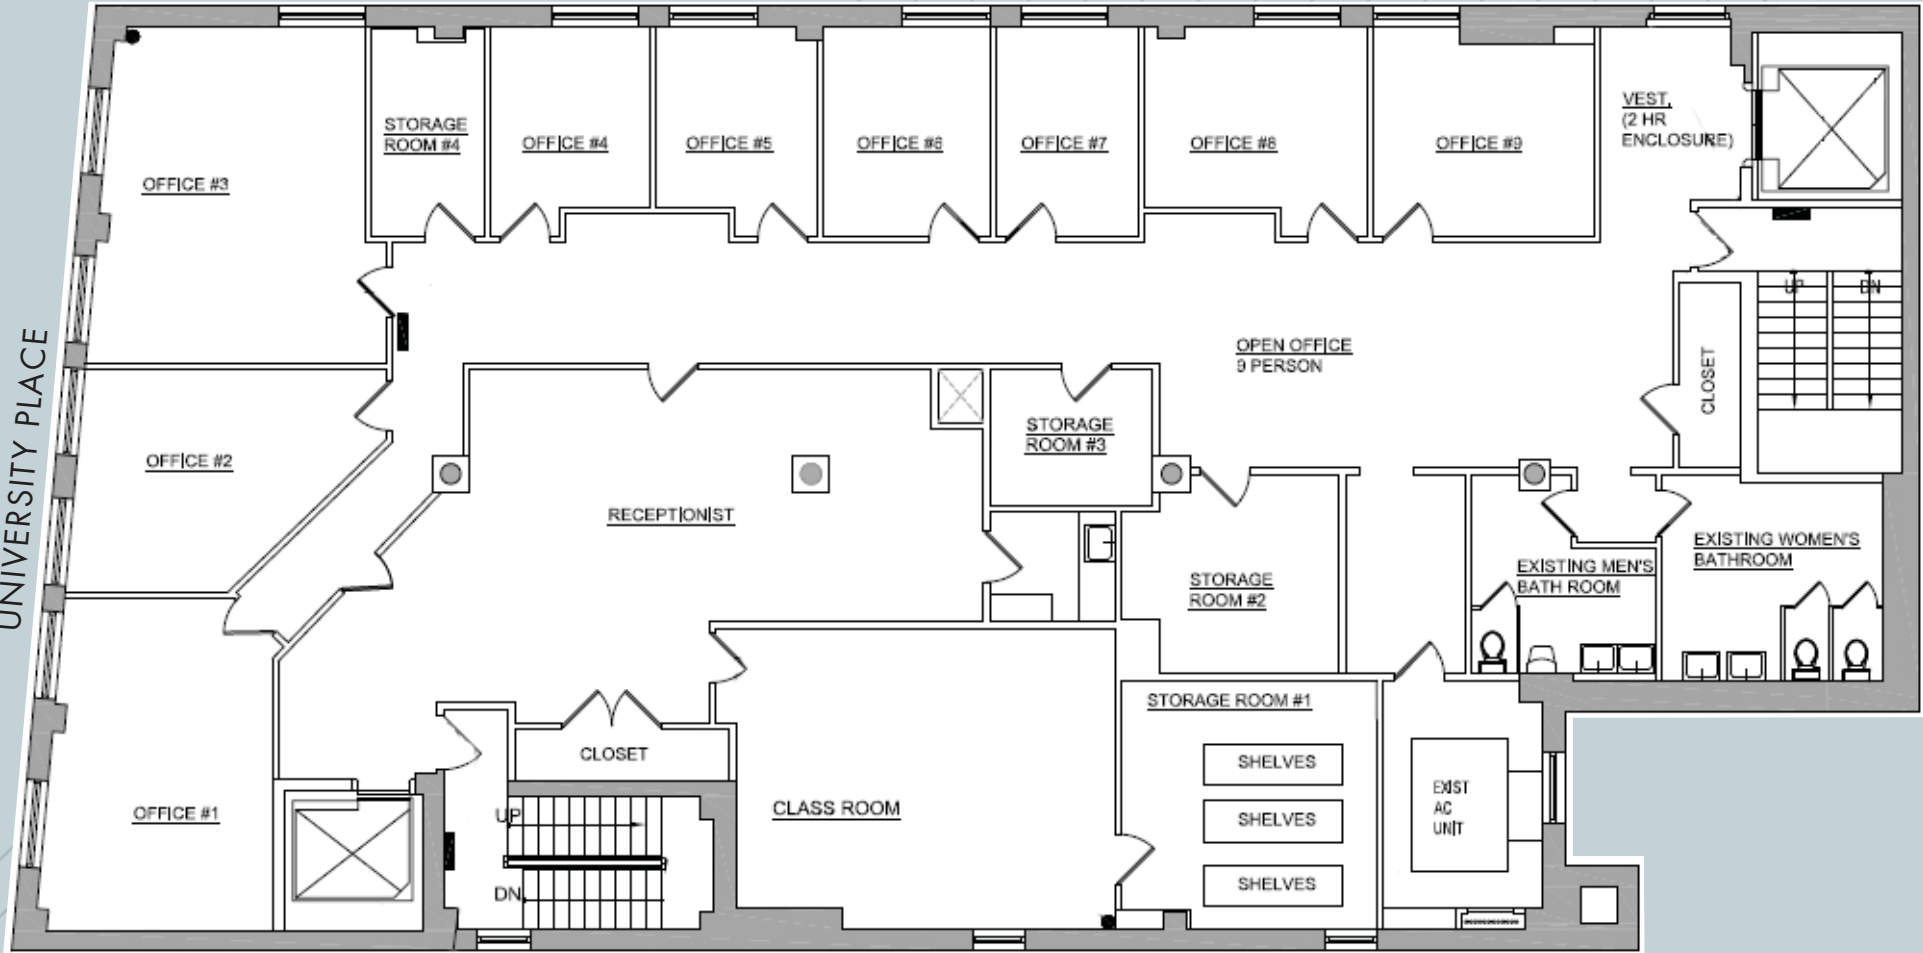 UNIVERSITY PLACE
OFFICE #3
STORAGE
ROOM #4
OFFICE #4
OFFICE #5
OFFICE #6
OFFICE #7
OFFICE #8
OFFICE #9
VEST,
(2 HR
ENCLOSURE)
UP
DN
OPEN OFFICE
9 PERSON
CLOSET
OFFICE #2
STORAGE
ROOM #3
RECEPTIONIST
STORAGE
ROOM #2
EXISTING MEN'S
BATH ROOM
EXISTING WOMEN'S
BATHROOM
OFFICE #1
CLOSET
UP
DN
CLASS ROOM
STORAGE ROOM #1
SHELVES
SHELVES
SHELVES
EXIST
AC
UNIT